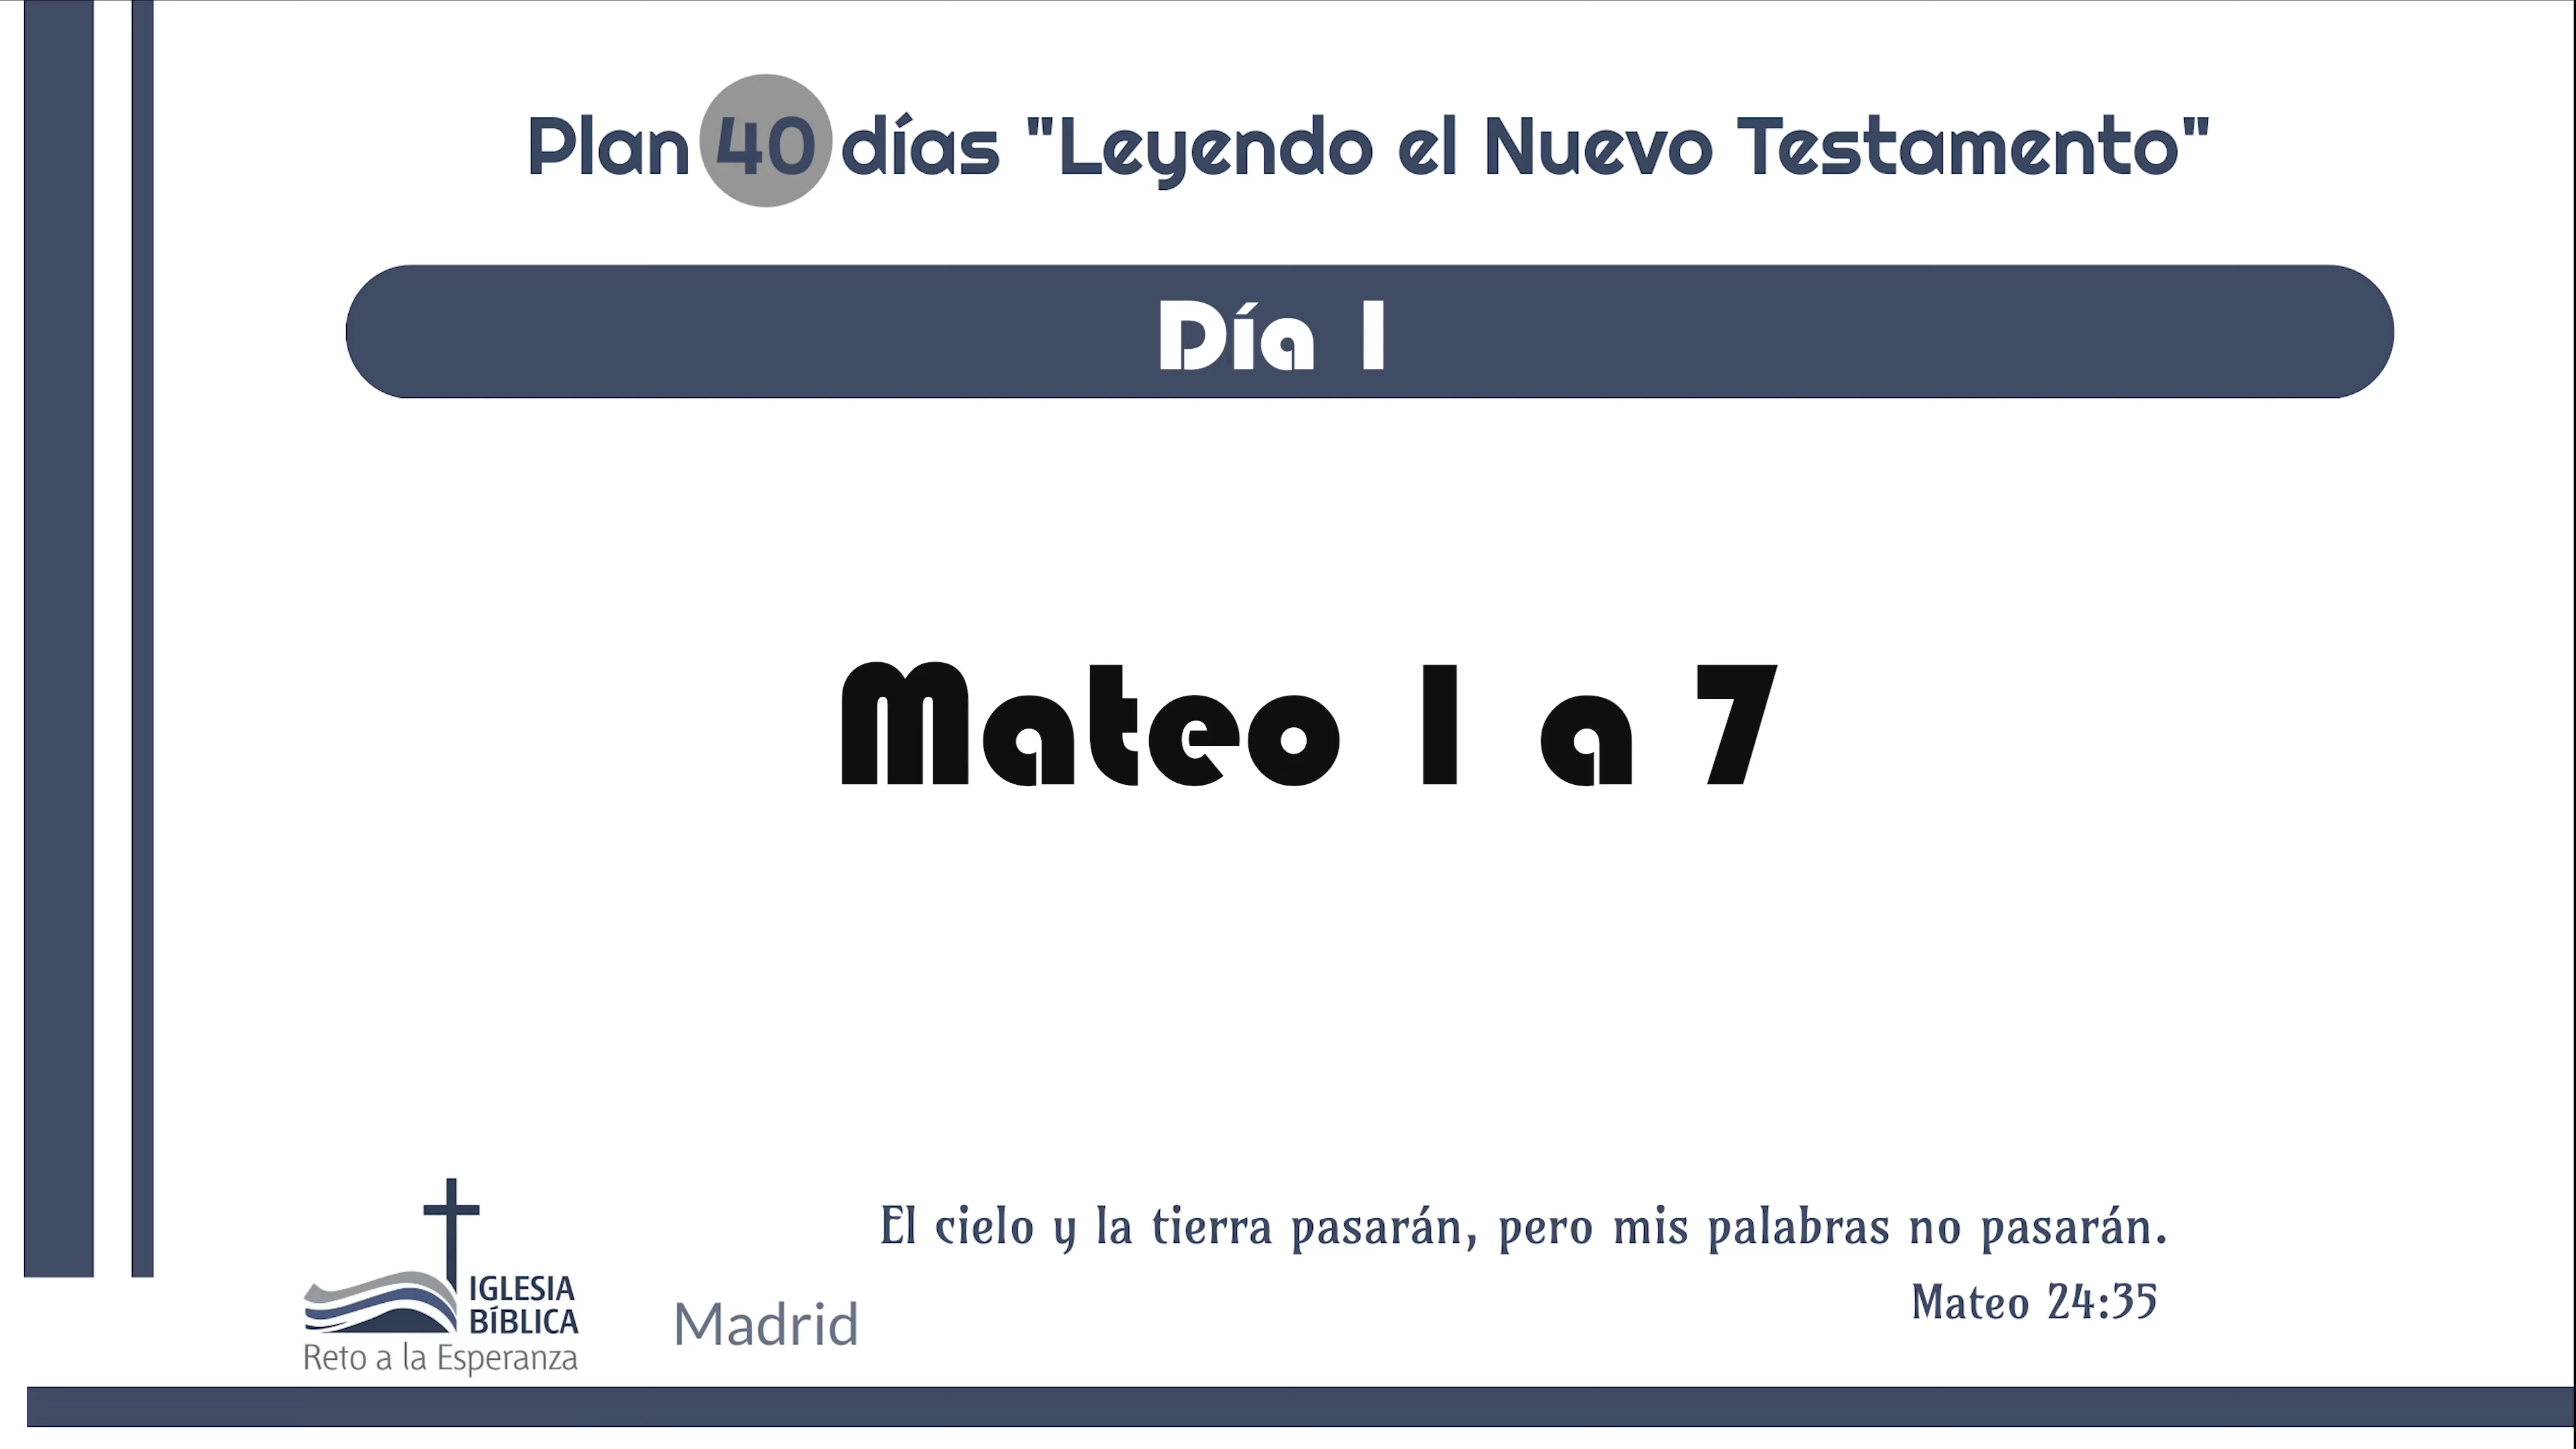 Plan 40 días "Leyendo el Nuevo Testamento"
Día 1
Mateo 1 a 7
El cielo y la tierra pasarán, pero mis palabras no pasarán.
Mateo 24:35
IGLESIA
BÍBLICA
Reto a la Esperanza
Madrid